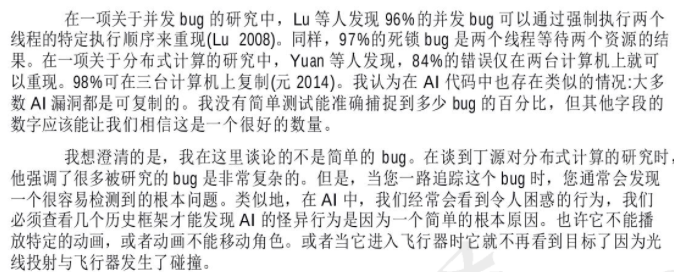 在一项关于并发 bug 的研究中，Lu 等人发现 96%的并发 bug 可以通过强制执行两个
线程的特定执行顺序来重现(Lu 2008)。同样，97%的死锁 bug 是两个线程等待两个资源的结
果。在一项关于分布式计算的研究中，Yuan 等人发现，84%的错误仅在两台计算机上就可
以重现。98%可在三台计算机上复制(元 2014)。我认为在 AI 代码中也存在类似的情况:大多
数 AI 漏洞都是可复制的。我没有简单测试能准确捕捉到多少 bug 的百分比，但其他字段的
数字应该能让我们相信这是一个很好的数量。
我想澄清的是，我在这里谈论的不是简单的 bug。在谈到丁源对分布式计算的研究时，
他强调了很多被研究的 bug 是非常复杂的。但是，当您一路追踪这个 bug 时，您通常会发现
一个很容易检测到的根本问题。类似地，在 AI 中，我们经常会看到令人困惑的行为，我们
必须查看几个历史框架才能发现 AI 的怪异行为是因为一个简单的根本原因。也许它不能播
放特定的动画，或者动画不能移动角色。或者当它进入飞行器时它就不再看到目标了因为光
线投射与飞行器发生了碰撞。